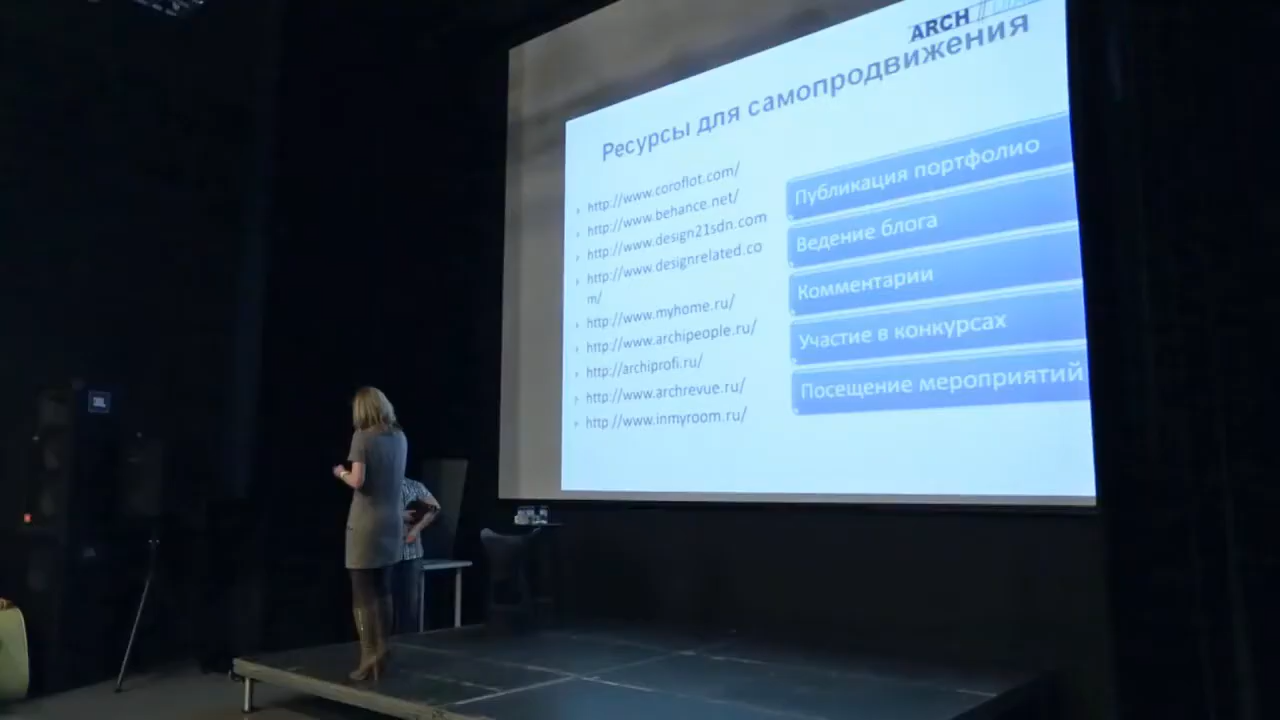 ARCH
Ресурсы для самопродвижения
http://www.coroflot.com/
http://www.behance.net/
http://www.design21sdn.com
http://www.designrelated.co
m/
http://www.myhome.ru/
http://www.archipeople.ru/
http://archiprofi.ru/
http://www.archrevue.ru/
http://www.inmyroom.ru/
Публикация портфолио
Ведение блога
Комментарии
Участие в конкурсах
Посещение мероприятий
JBL